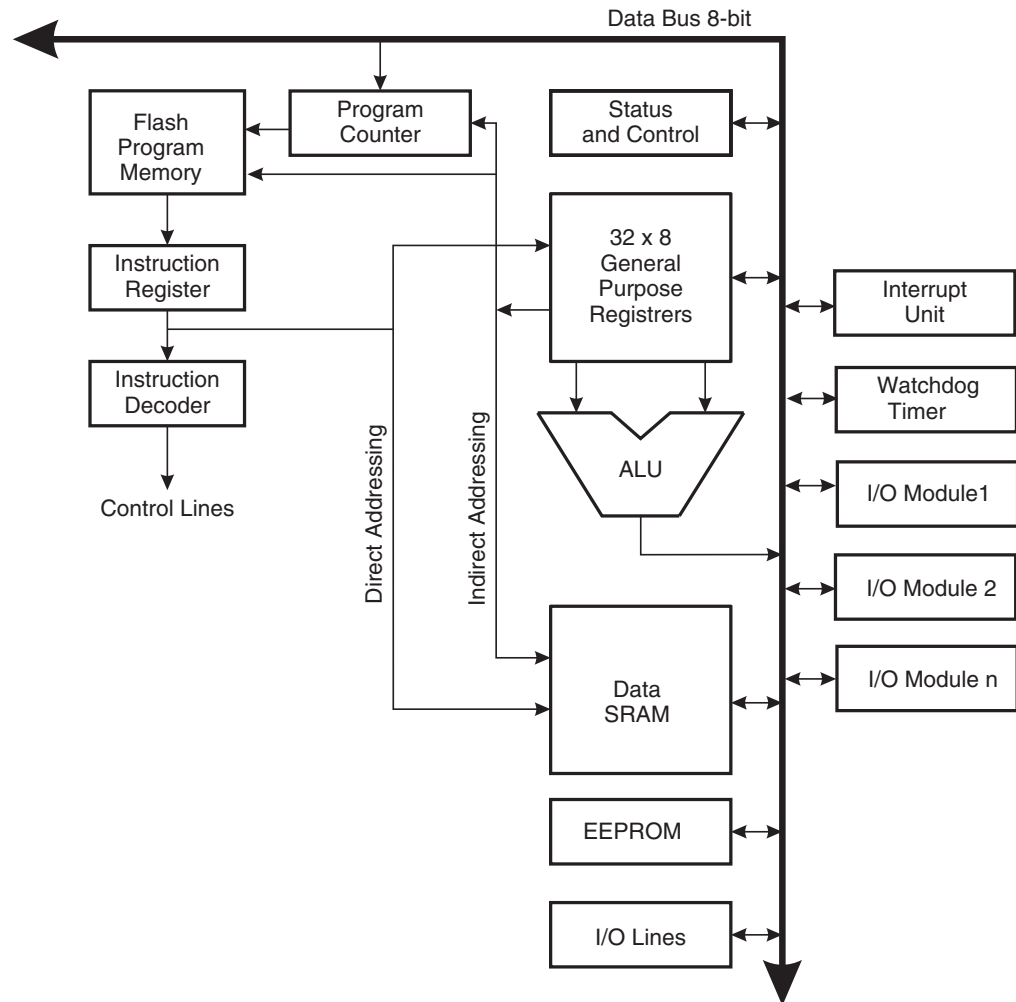 Data Bus 8-bit
Flash
Program
Memory
Program
Counter
Status
and Control
32 x 8
General
Purpose
Registrers
Instruction
Register
Instruction
Decoder
Control Lines
Direct Addressing
Indirect Addressing
ALU
Interrupt
Unit
Watchdog
Timer
I/O Module1
I/O Module 2
I/O Module n
Data
SRAM
EEPROM
I/O Lines